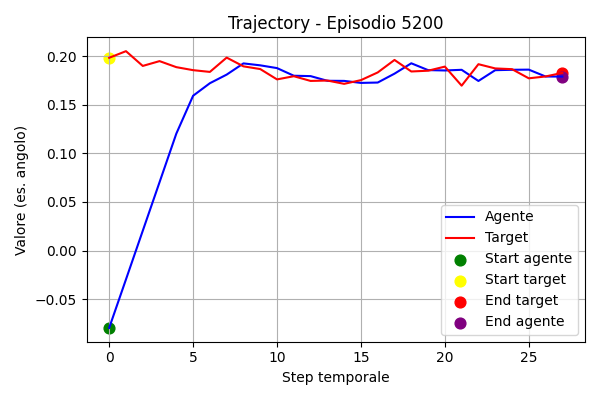 Trajectory - Episodio 5200
Valore (es. angolo)
0.20
0.15
0.10
0.05
0.00
−0.05
0
5
10
15
20
25
Step temporale
Agente
Target
Start agente
Start target
End target
End agente